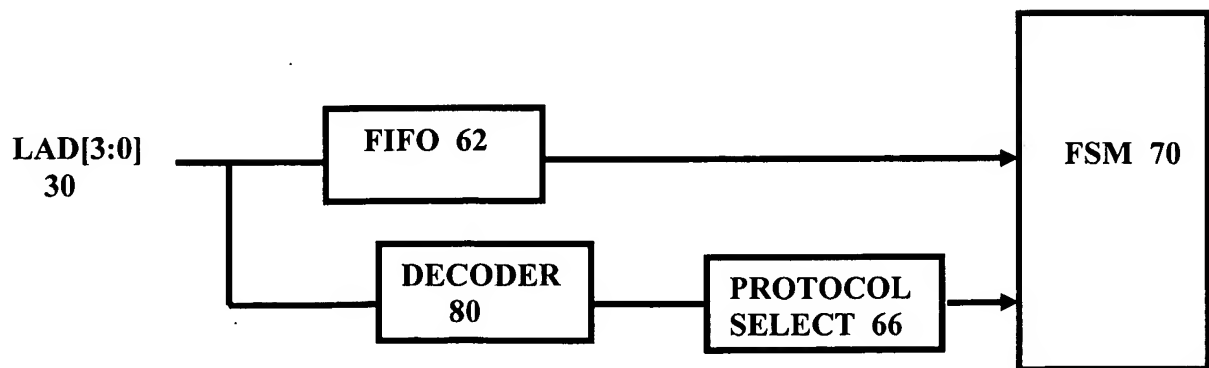 LAD[3:0]
30
FIFO 62
FSM 70
DECODER
80
PROTOCOL
SELECT 66